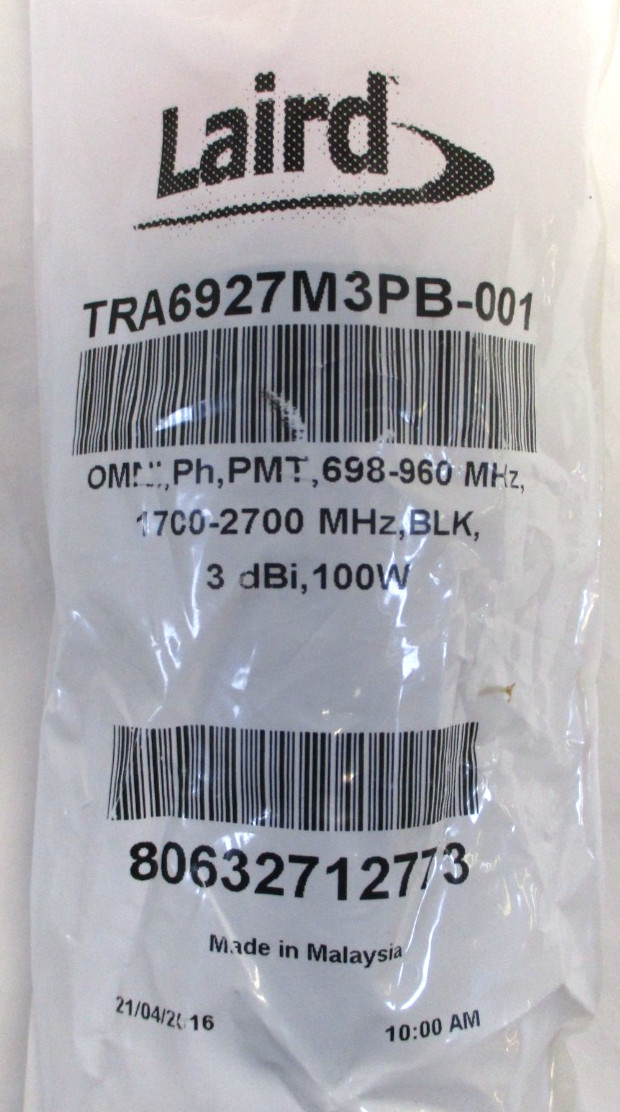 Laird
TRA6927M3PB-001
OMNI,Ph,PMT,698-960 MHz,
1700-2700 MHz,BLK,
3 dBi,100W
80632712773
Made in Malaysia
21/04/2016 10:00 AM